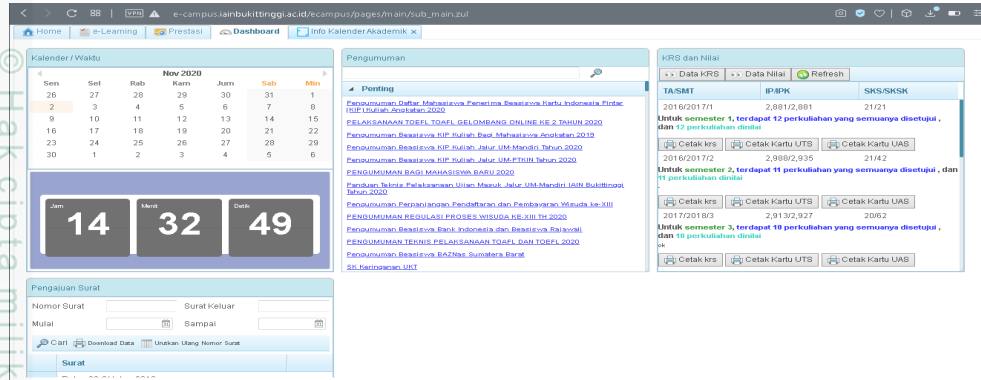 VPN e-campus.iainbukittinggi.ac.id/ecampus/pages/main/sub_main.zul
Home e-Learning Prestasi Dashboard Info Kalender Akademik ×
Kalender / Waktu
Nov 2020
Sen Sel Rab Kam Jum Sab Min
26 27 28 29 30 31 1
2 3 4 5 6 7 8
9 10 11 12 13 14 15
16 17 18 19 20 21 22
23 24 25 26 27 28 29
30 1 2 3 4 5 6
Jam Menit Detik
14 32 49
Pengajuan Surat
Nomor Surat Surat Keluar
Mulai Sampai
Cari Download Data Urutkan Ulang Nomor Surat
Surat
Pengumuman
Penting
Pengumuman Daftar Mahasiswa Penerima Beasiswa Kartu Indonesia Pintar
(KIP) Kuliah Angkatan 2020
PELAKSANAAN TOEFL TOAFL GELOMBANG ONLINE KE 2 TAHUN 2020
Pengumuman Beasiswa KIP Kuliah Bagi Mahasiswa Angkatan 2019
Pengumuman Beasiswa KIP Kuliah Jalur UM-Mandiri Tahun 2020
Pengumuman Beasiswa KIP Kuliah Jalur UM-PTKIN Tahun 2020
PENGUMUMAN BAGI MAHASISWA BARU 2020
Panduan Teknis Pelaksanaan Ujian Masuk Jalur UM-Mandiri IAIN Bukittinggi
Tahun 2020
Pengumuman Perpanjangan Pendaftaran dan Pembayaran Wisuda ke-XIII
PENGUMUMAN REGULASI PROSES WISUDA KE-XIII TH 2020
Pengumuman Beasiswa Bank Indonesia dan Beasiswa Rajawali
PENGUMUMAN TEKNIS PELAKSANAAN TOAFL DAN TOEFL 2020
Pengumuman Beasiswa BAZNas Sumatera Barat
SK Keringanan UKT
KRS dan Nilai
Data KRS Data Nilai Refresh
TA/SMT IP/IPK SKS/SKSK
2016/2017/1 2,881/2,881 21/21
Untuk semester 1, terdapat 12 perkuliahan yang semuanya disetujui ,
dan 12 perkuliahan dinilai
Cetak krs Cetak Kartu UTS Cetak Kartu UAS
2016/2017/2 2,988/2,935 21/42
Untuk semester 2, terdapat 11 perkuliahan yang semuanya disetujui , dan
11 perkuliahan dinilai
.
Cetak krs Cetak Kartu UTS Cetak Kartu UAS
2017/2018/3 2,913/2,927 20/62
Untuk semester 3, terdapat 10 perkuliahan yang semuanya disetujui ,
dan 10 perkuliahan dinilai
ok
Cetak krs Cetak Kartu UTS Cetak Kartu UAS
© Hak cipta milik